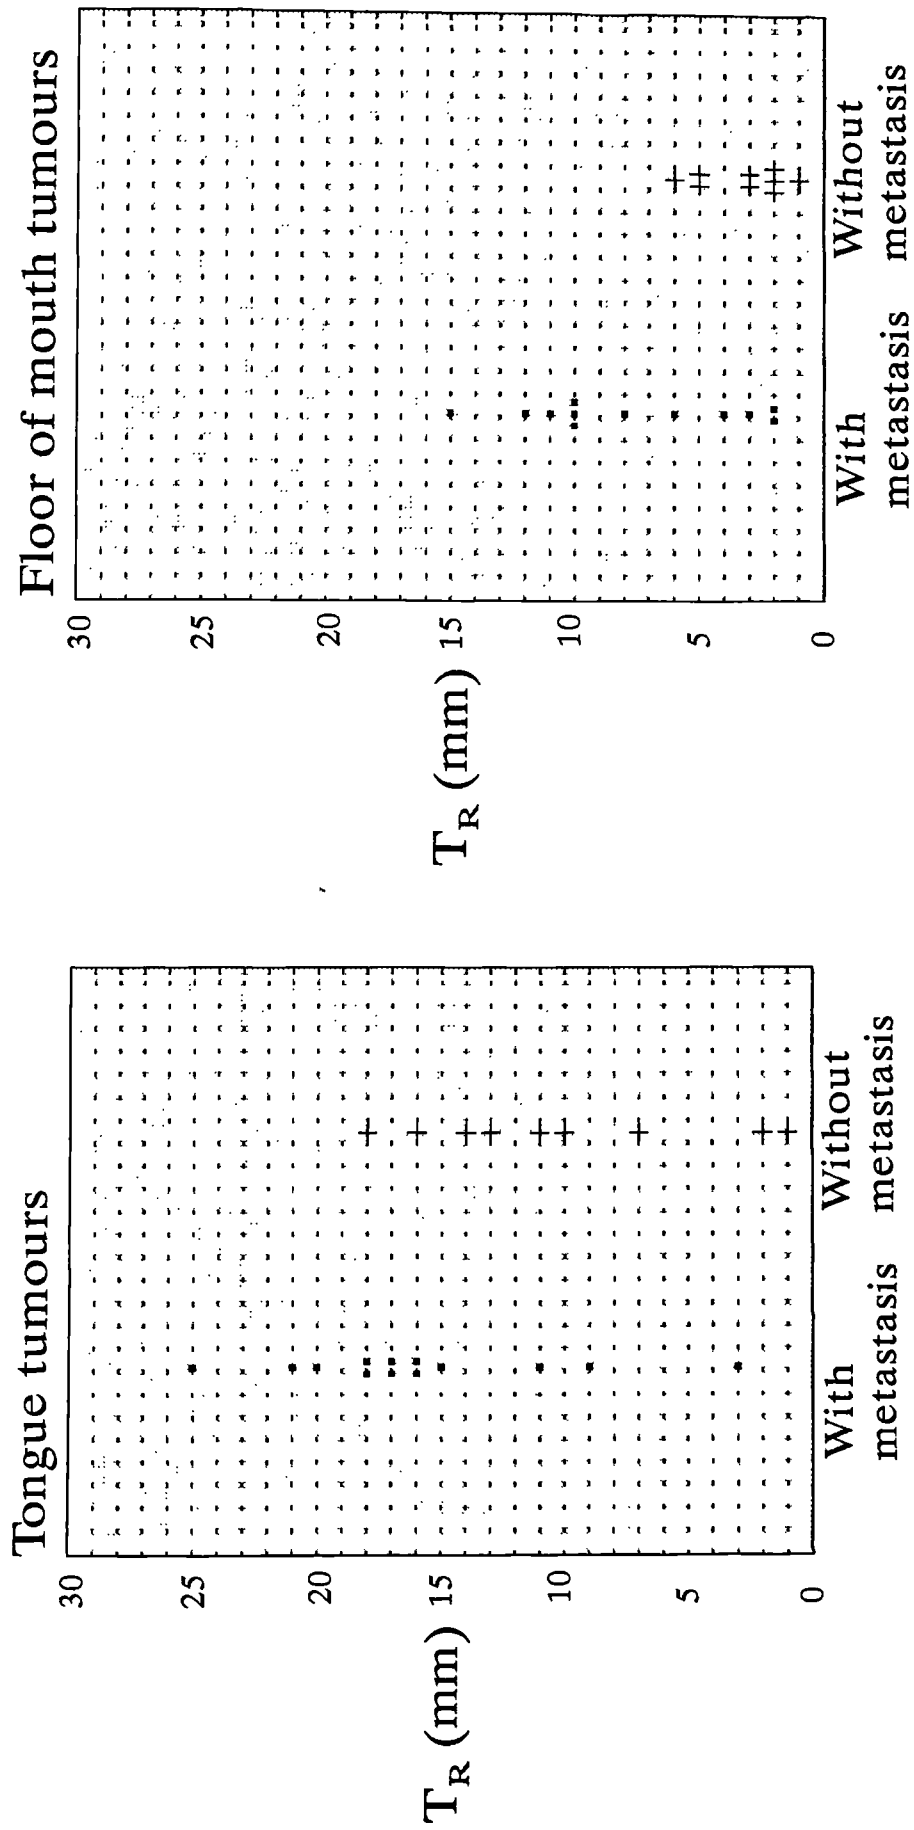 Tongue tumours
30
25
20
15
10
5
0
T_R (mm)
With metastasis
Without metastasis
Floor of mouth tumours
30
25
20
15
10
5
0
T_R (mm)
With metastasis
Without metastasis